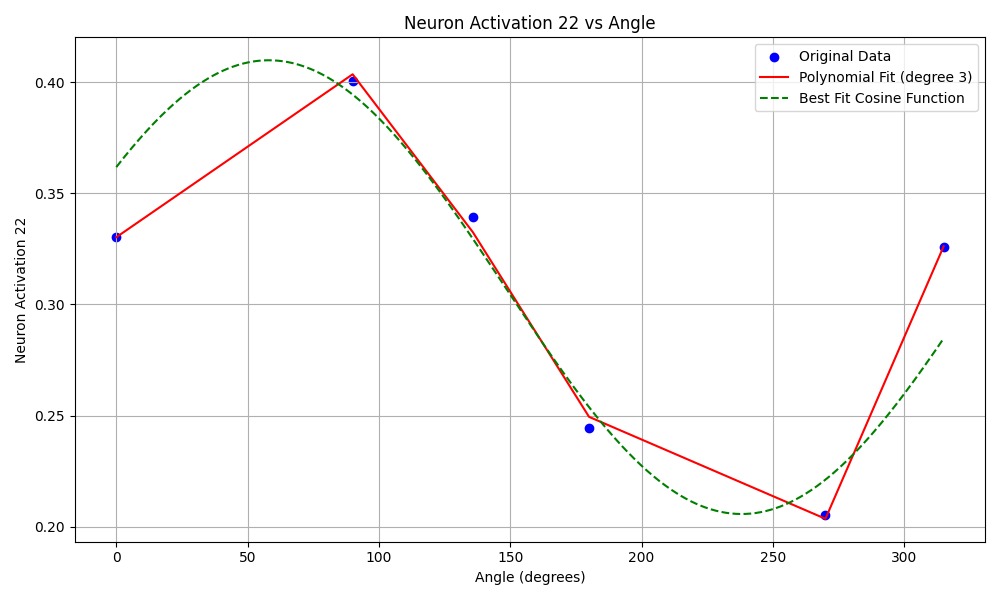 Neuron Activation 22 vs Angle
Original Data
Polynomial Fit (degree 3)
Best Fit Cosine Function
Neuron Activation 22
0.40
0.35
0.30
0.25
0.20
0
50
100
150
200
250
300
Angle (degrees)